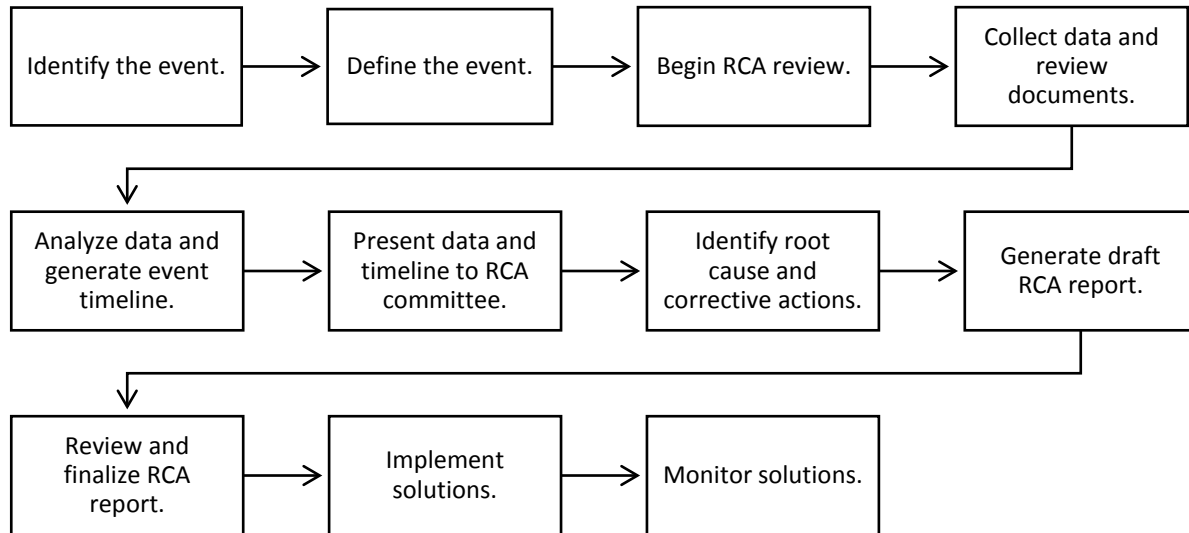 Identify the event.
Define the event.
Begin RCA review.
Collect data and
review
documents.
Analyze data and
generate event
timeline.
Present data and
timeline to RCA
committee.
Identify root
cause and
corrective actions.
Generate draft
RCA report.
Review and
finalize RCA
report.
Implement
solutions.
Monitor solutions.